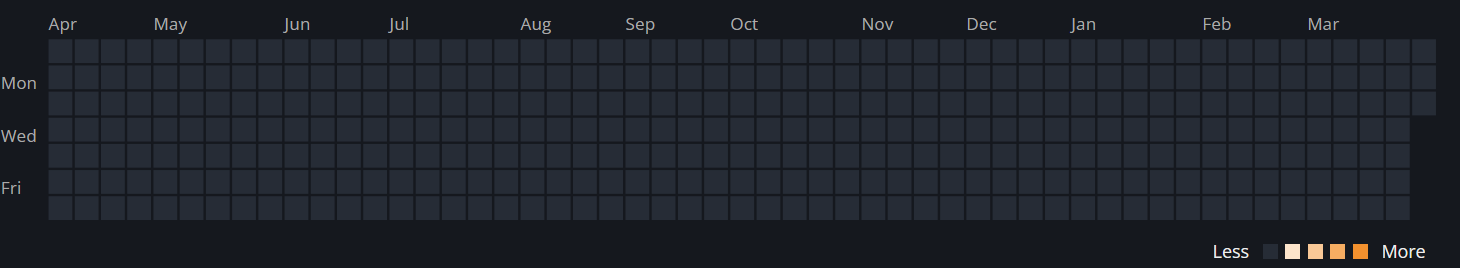 Apr May Jun Jul Aug Sep Oct Nov Dec Jan Feb Mar
Mon
Wed
Fri
Less More